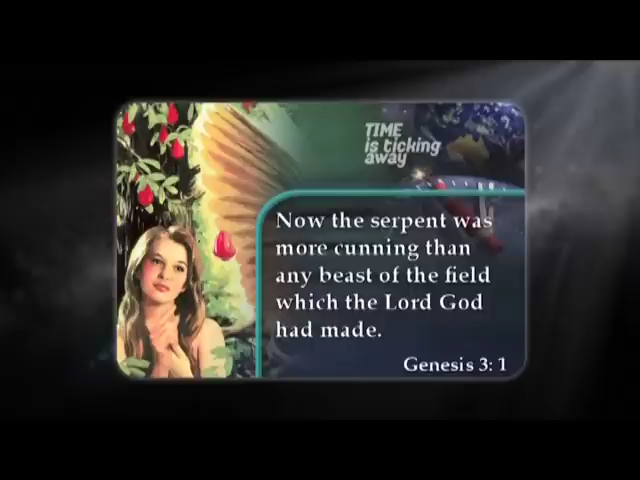 TIME
is ticking
away
Now the serpent was
more cunning than
any beast of the field
which the Lord God
had made.
Genesis 3: 1